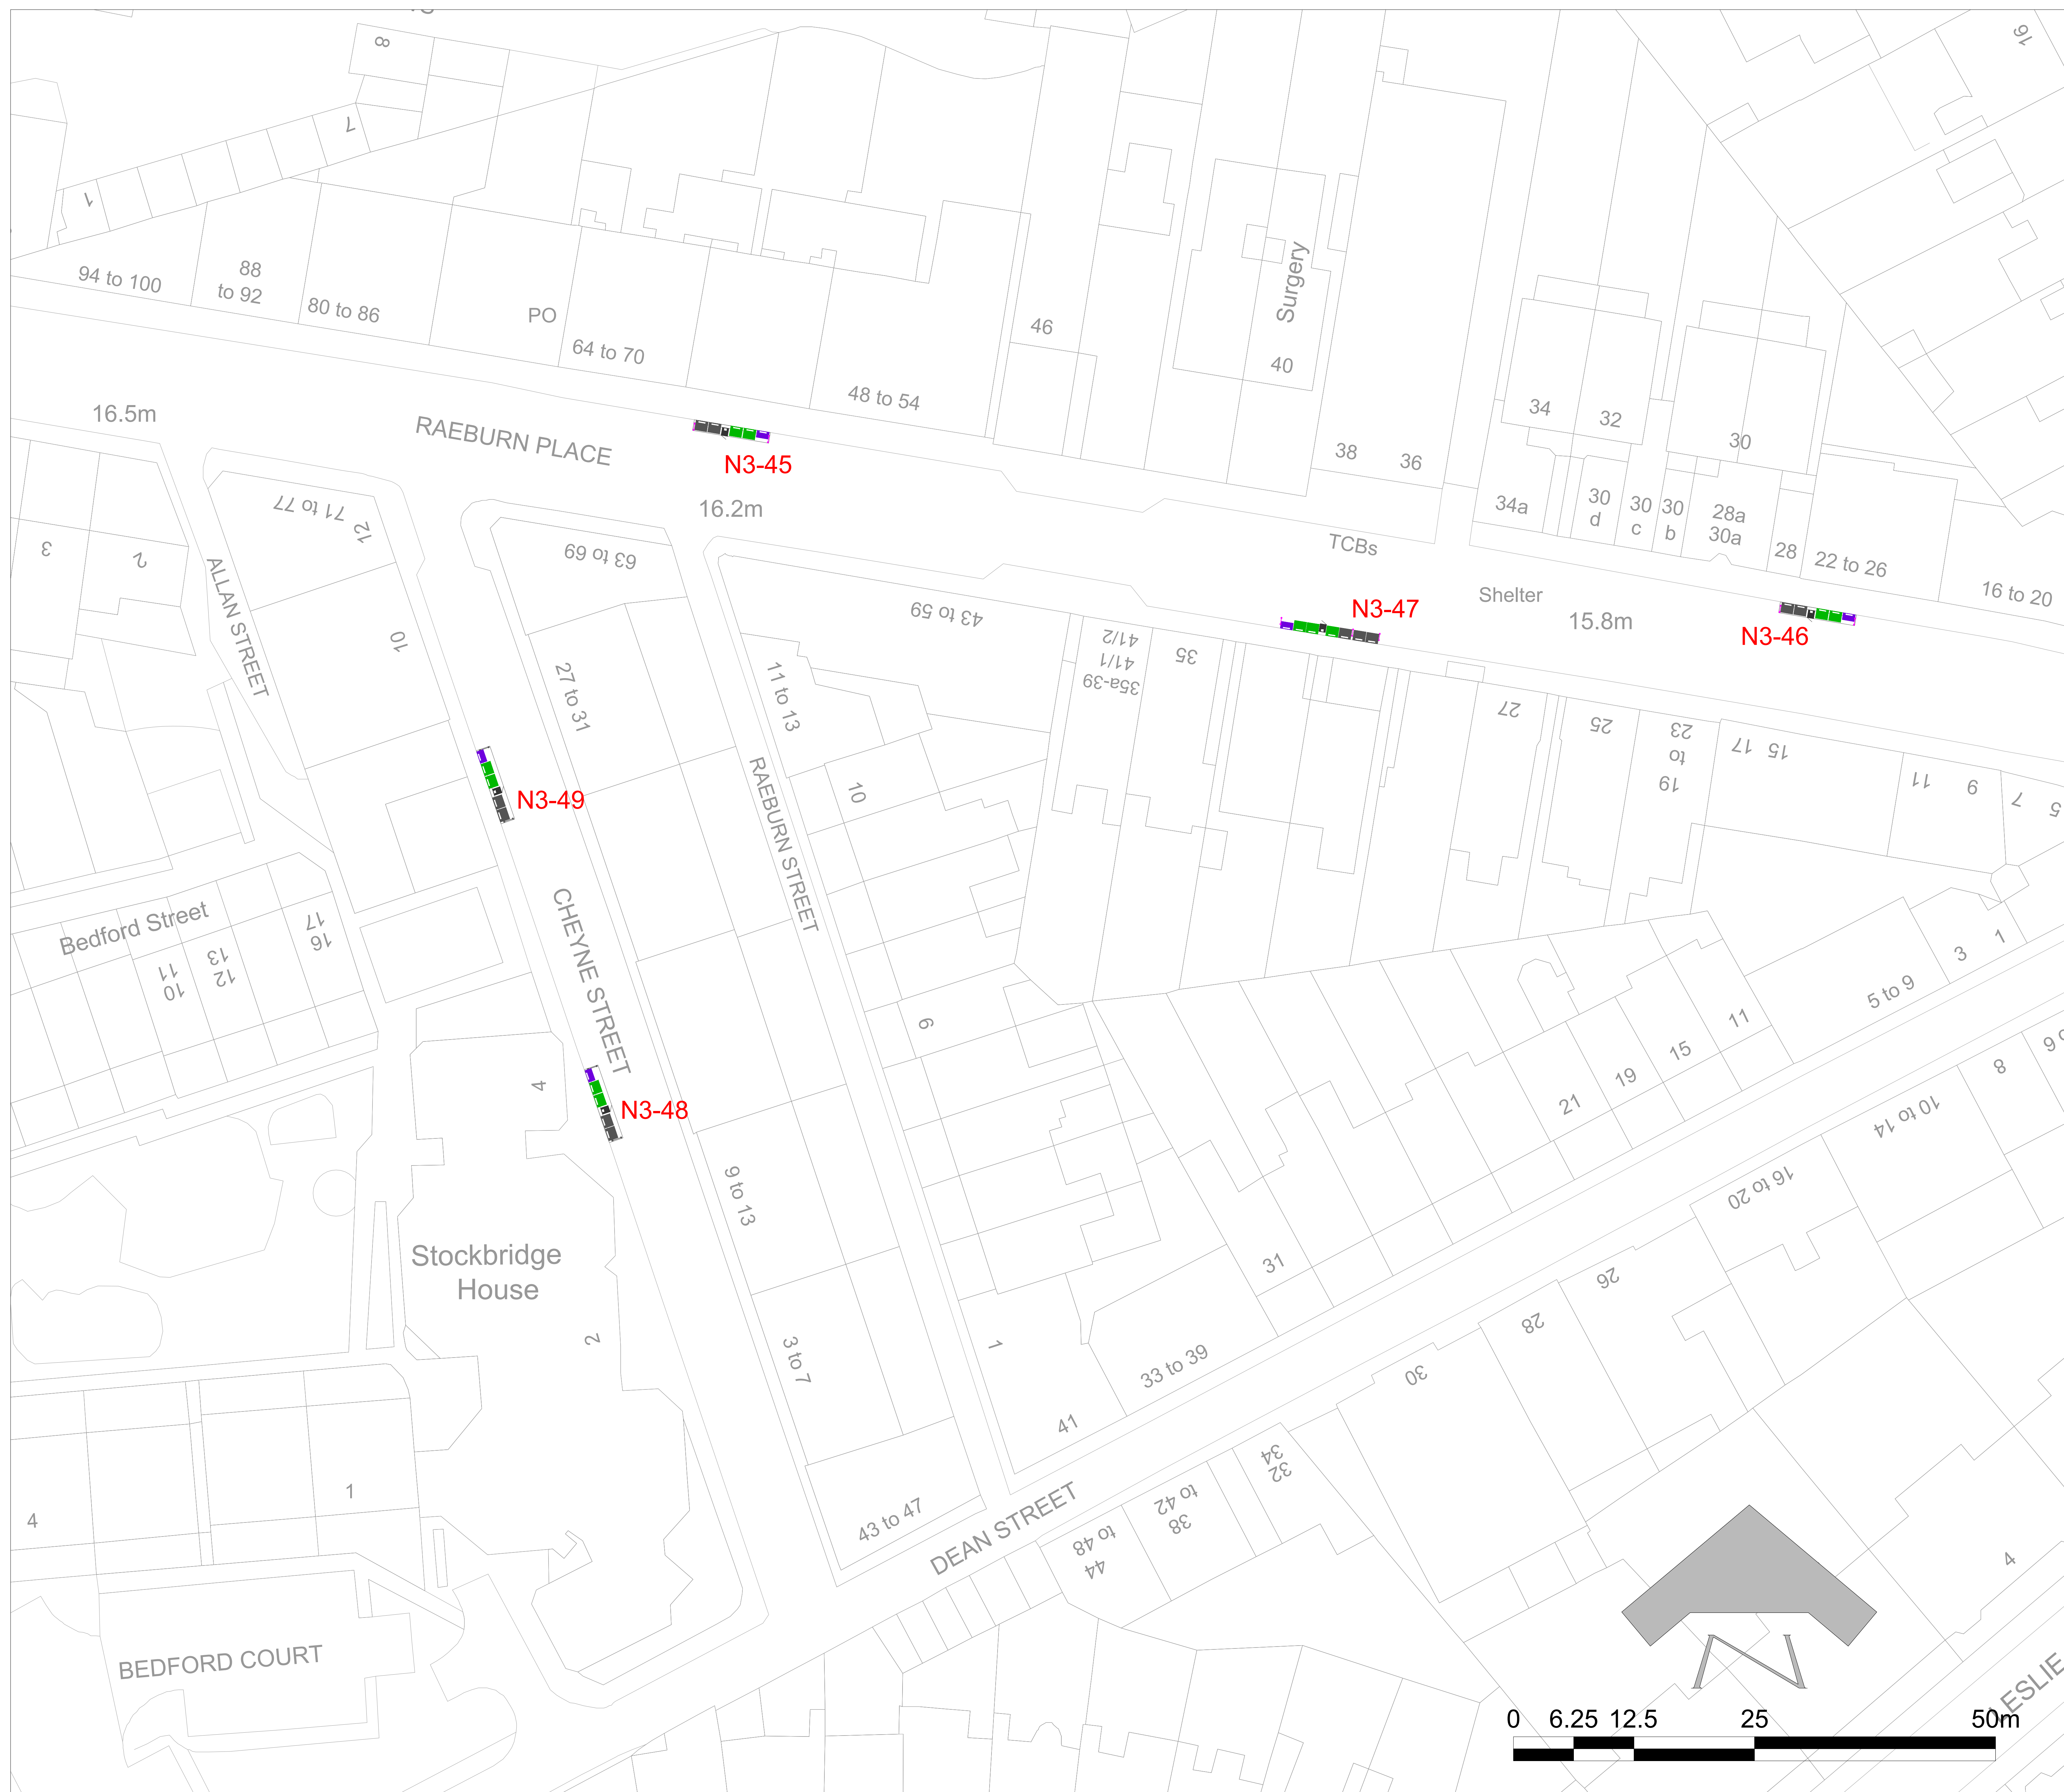 8
16
7
1
94 to 100
88
to 92
80 to 86
PO
64 to 70
48 to 54
46
Surgery
40
38
36
34
32
30
34a
30
d
30
c
30
b
28a
30a
28
22 to 26
16 to 20
16.5m
RAEBURN PLACE
N3-45
16.2m
TCBs
Shelter
15.8m
N3-47
N3-46
3
2
ALLAN STREET
71 to 77
12
10
63 to 69
27 to 31
43 to 59
11 to 13
41/2
41/1
35a-39
35
27
25
23
to
19
17
15
11
9
7
5
N3-49
RAEBURN STREET
10
Bedford Street
17
16
13
12
11
10
CHEYNE STREET
6
4
N3-48
9 to 13
Stockbridge
House
2
3 to 7
1
31
33 to 39
41
21
19
15
11
5 to 9
3
1
8
10 to 14
16 to 20
26
28
30
34
32
38
to 42
44
to 48
43 to 47
DEAN STREET
4
1
BEDFORD COURT
4
LESLIE
N
0 6.25 12.5 25 50m